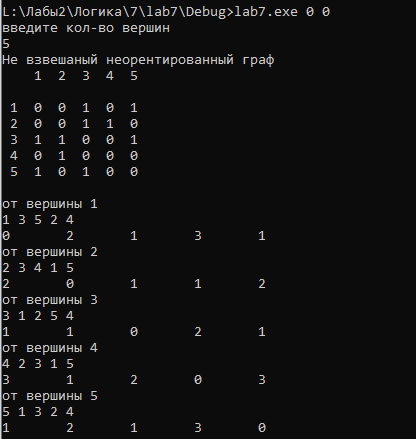 L:\Лабы2\Логика\7\lab7\Debug>lab7.exe 0 0
введите кол-во вершин
5
Не взвешаный неорентированный граф
1 2 3 4 5
1 0 0 1 0 1
2 0 0 1 1 0
3 1 1 0 0 1
4 0 1 0 0 0
5 1 0 1 0 0
от вершины 1
1 3 5 2 4
0 2 1 3 1
от вершины 2
2 3 4 1 5
2 0 1 1 2
от вершины 3
3 1 2 5 4
1 1 0 2 1
от вершины 4
4 2 3 1 5
3 1 2 0 3
от вершины 5
5 1 3 2 4
1 2 1 3 0